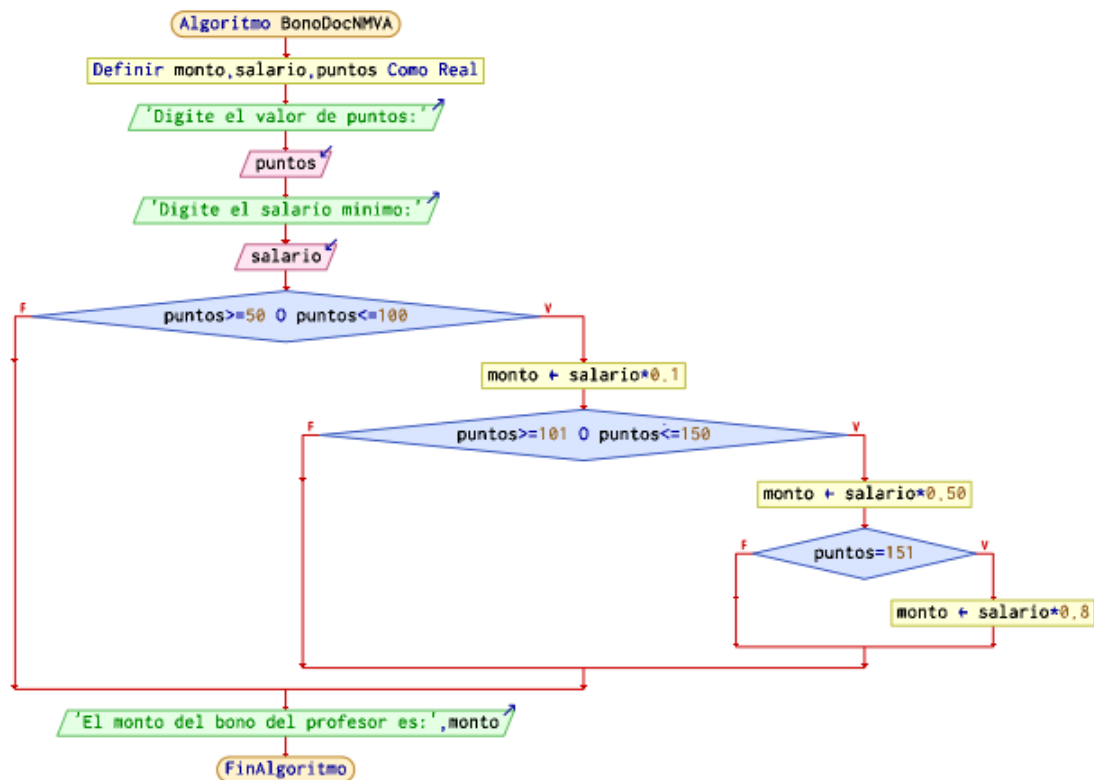 Algoritmo BonoDocNMVA
Definir monto,salario,puntos Como Real
'Digite el valor de puntos:'
puntos
'Digite el salario minimo:'
salario
F
puntos>=50 O puntos<=100
V
monto ← salario*0.1
F
puntos>=101 O puntos<=150
V
monto ← salario*0.50
F
puntos=151
V
monto ← salario*0.8
'El monto del bono del profesor es:',monto
FinAlgoritmo